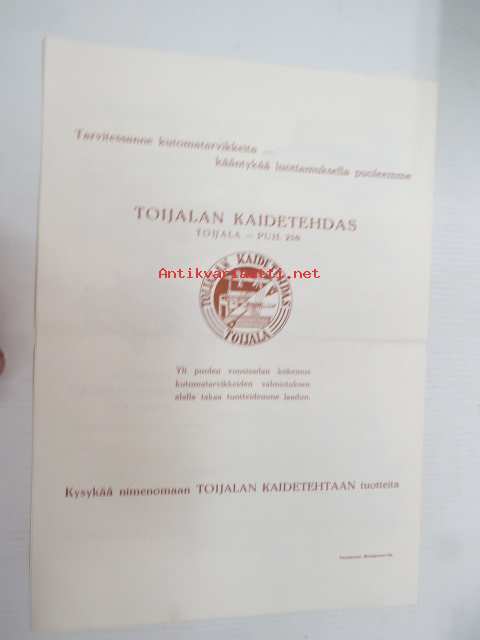 Tarvitessanne kutomatarvikkeita ...
kääntykää luottamuksella puoleemme
TOIJALAN KAIDETEHDAS
TOIJALA — PUH.
Antikvariaatti.net
TOIJALAN KAIDETEHDAS
TOIJALA
Yli puolen vuosisadan kokemus
kutomatarvikkeiden valmistuksen
alalla takaa tuotteidemme laadun.
Kysykää nimenomaan TOIJALAN KAIDETEHTAAN tuotteita